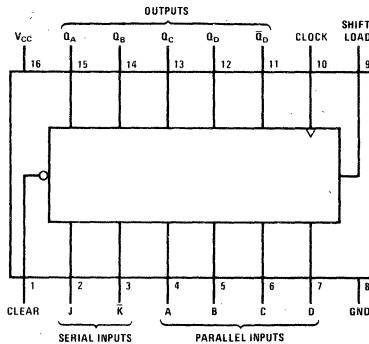 OUTPUTS
VCC QA QB QC QD Q̅D CLOCK SHIFT/
LOAD
16 15 14 13 12 11 10 9
1 2 3 4 5 6 7 8
CLEAR J K̅ A B C D GND
SERIAL INPUTS PARALLEL INPUTS